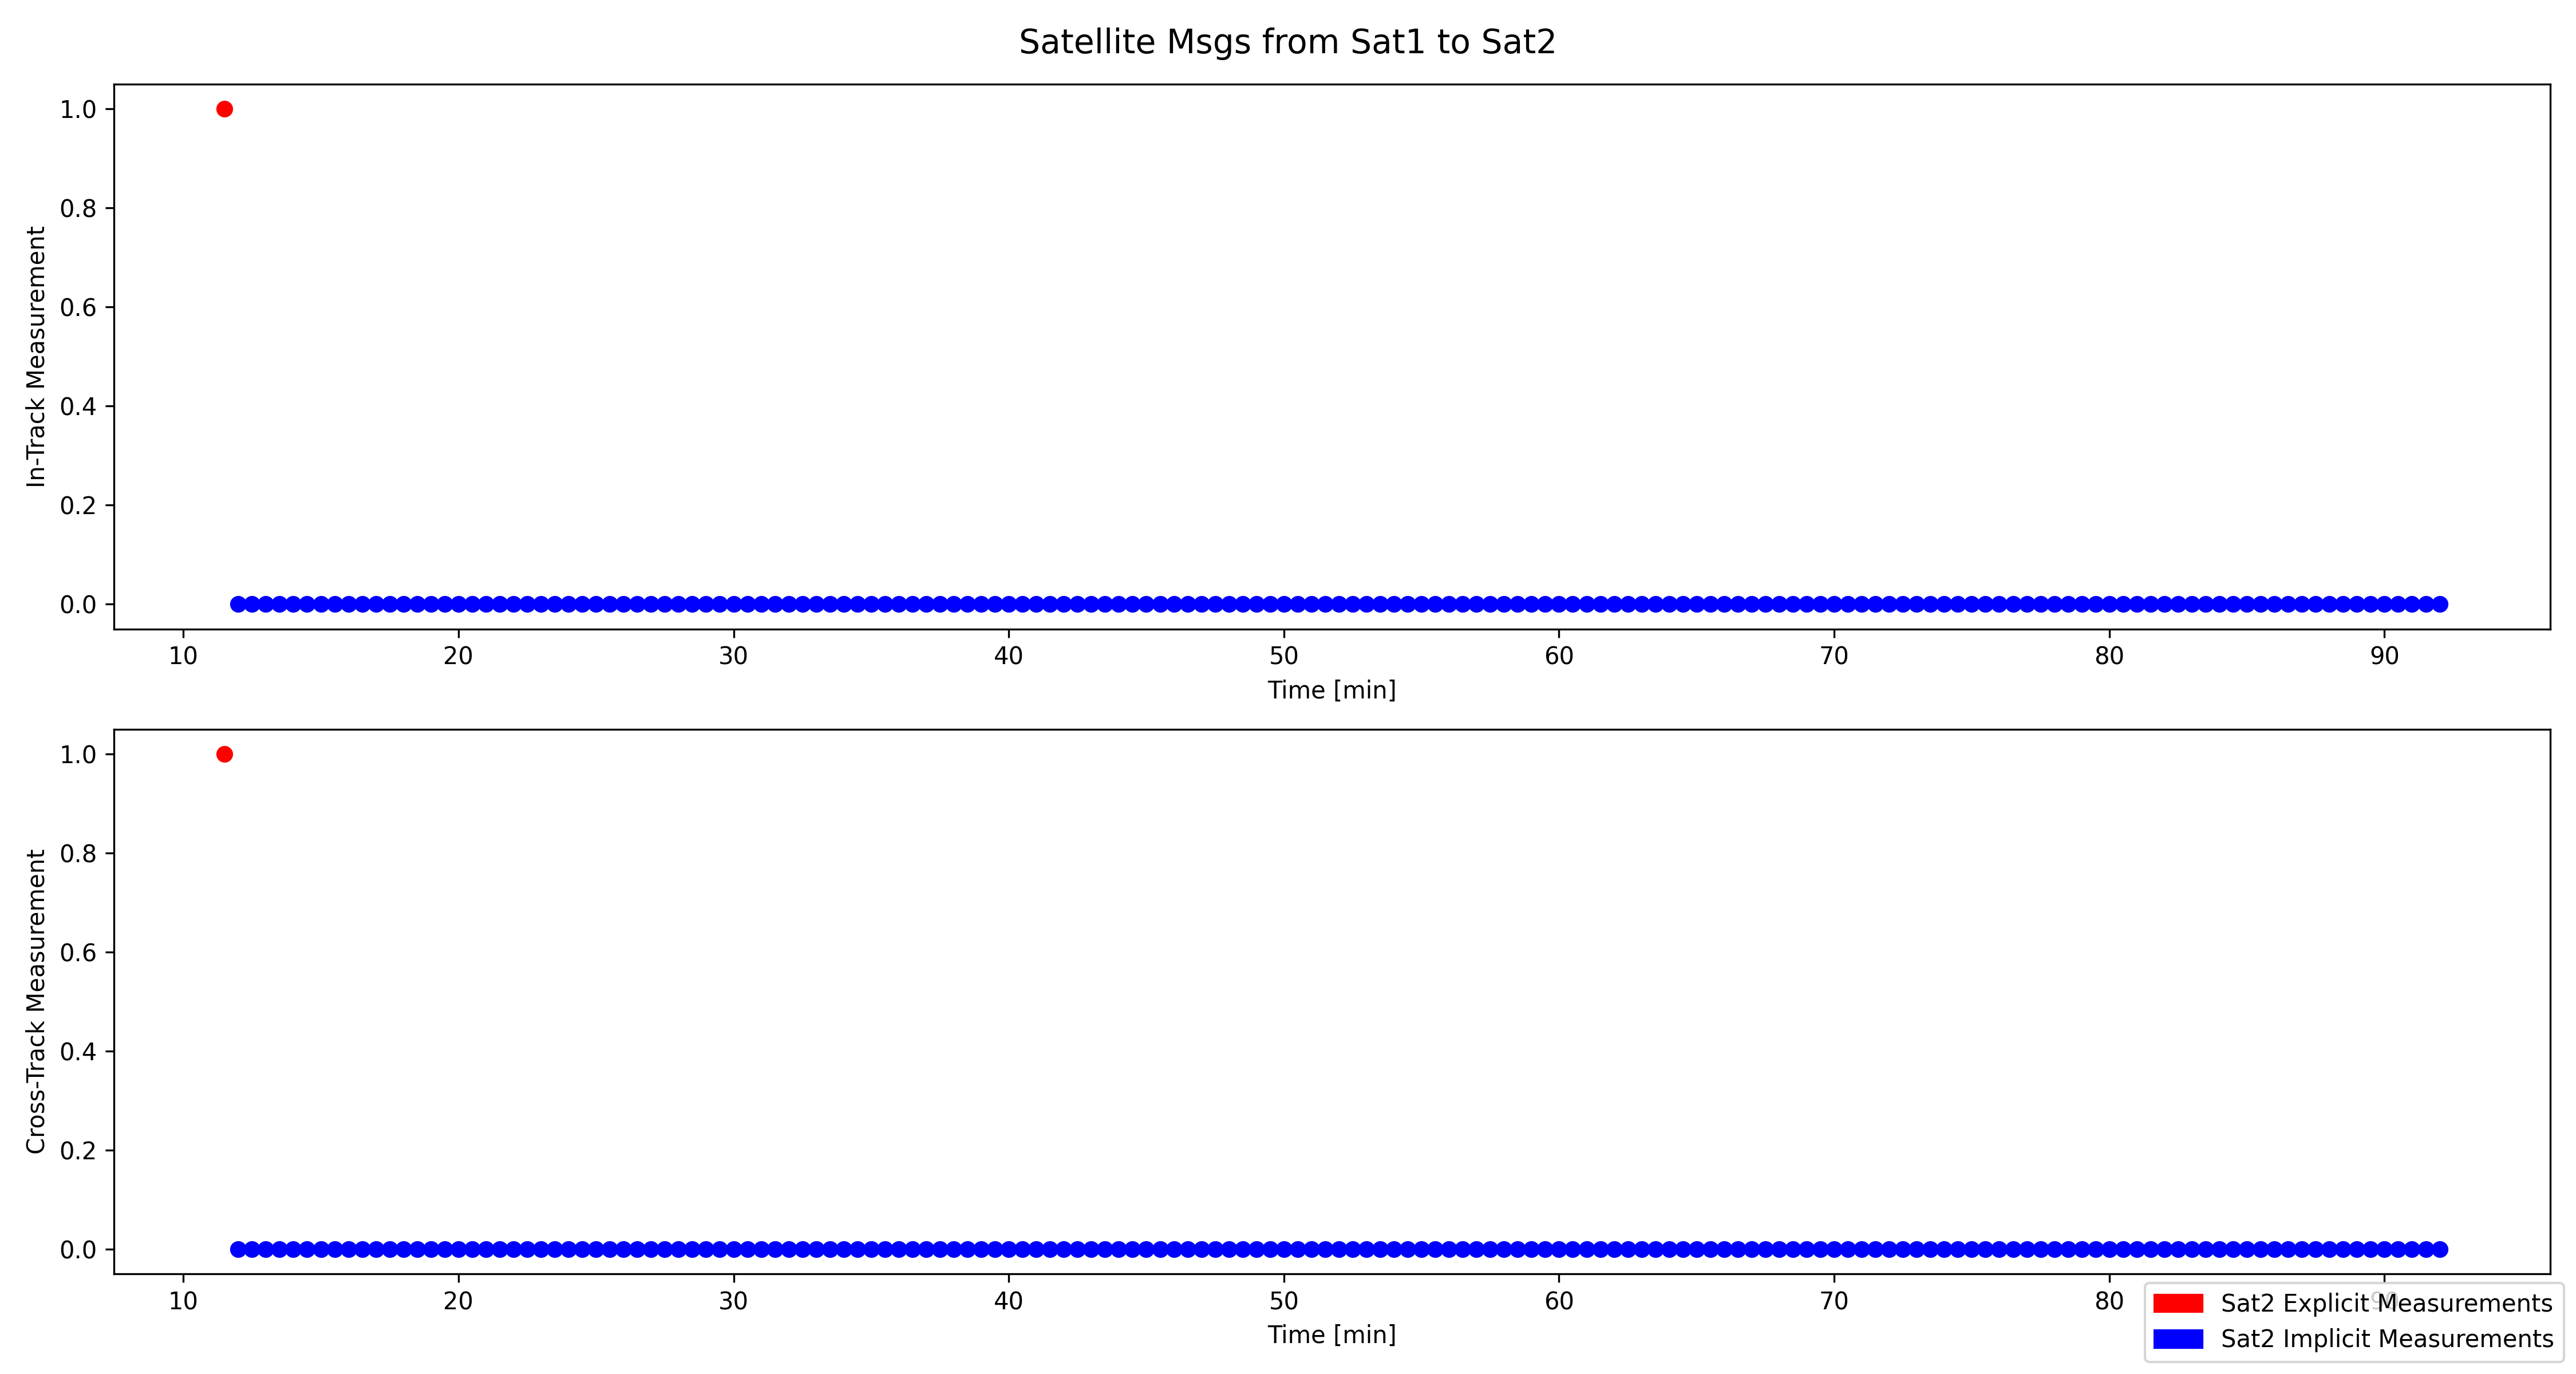 Satellite Msgs from Sat1 to Sat2
In-Track Measurement
1.0
0.8
0.6
0.4
0.2
0.0
10 20 30 40 50 60 70 80 90
Time [min]
Cross-Track Measurement
1.0
0.8
0.6
0.4
0.2
0.0
10 20 30 40 50 60 70 80 90
Time [min]
Sat2 Explicit Measurements
Sat2 Implicit Measurements